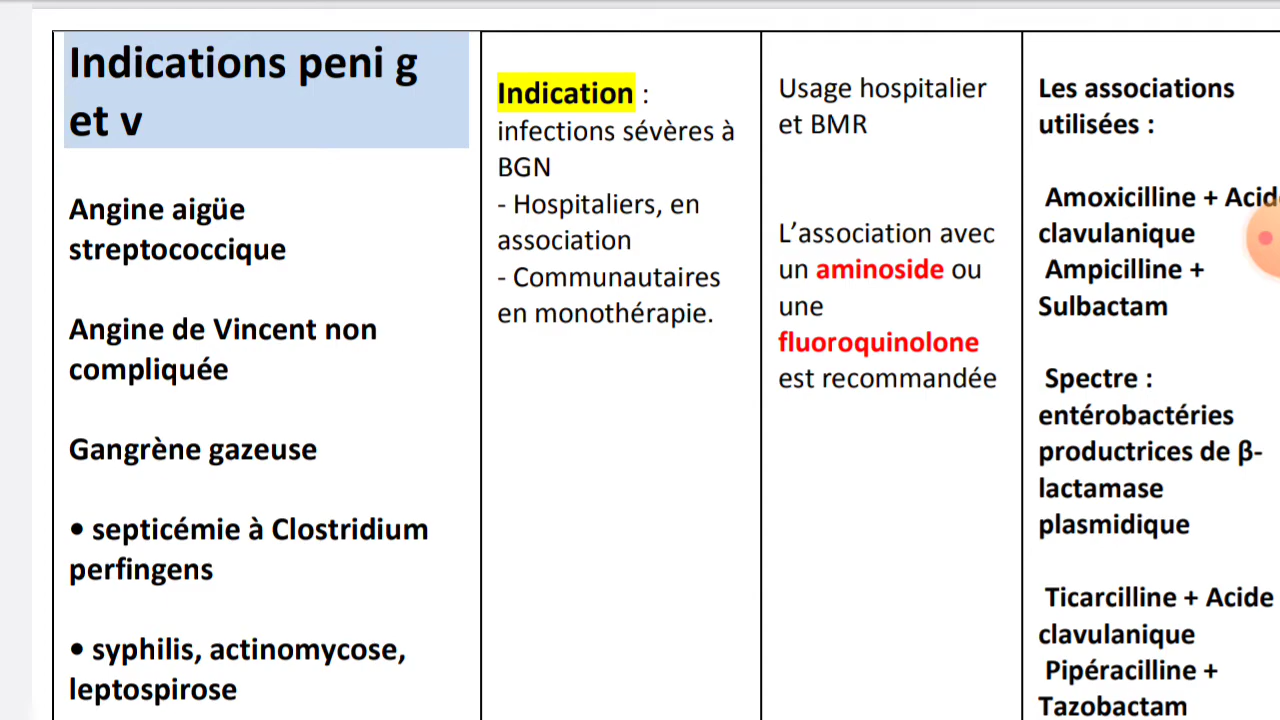 Indications peni g
et v
Angine aigüe
streptococcique
Angine de Vincent non
compliquée
Gangrène gazeuse
• septicémie à Clostridium
perfingens
• syphilis, actinomycose,
leptospirose
Indication :
infections sévères à
BGN
- Hospitaliers, en
association
- Communautaires
en monothérapie.
Usage hospitalier
et BMR
L’association avec
un aminoside ou
une
fluoroquinolone
est recommandée
Les associations
utilisées :
Amoxicilline + Acide
clavulanique
Ampicilline +
Sulbactam
Spectre :
entérobactéries
productrices de β-
lactamase
plasmidique
Ticarcilline + Acide
clavulanique
Pipéracilline +
Tazobactam